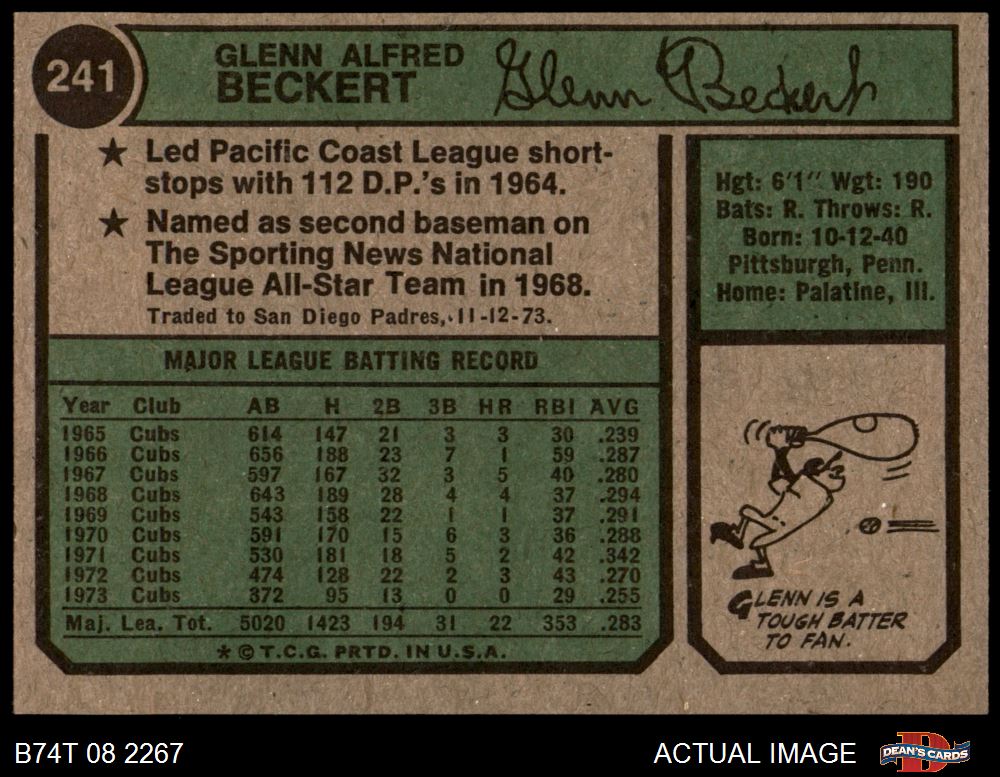 241
GLENN ALFRED
BECKERT
Glenn Beckert
★ Led Pacific Coast League short-
stops with 112 D.P.'s in 1964.
★ Named as second baseman on
The Sporting News National
League All-Star Team in 1968.
Traded to San Diego Padres, 11-12-73.
Hgt: 6'1" Wgt: 190
Bats: R. Throws: R.
Born: 10-12-40
Pittsburgh, Penn.
Home: Palatine, Ill.
MAJOR LEAGUE BATTING RECORD
Year Club AB H 2B 3B HR RBI AVG
1965 Cubs 614 147 21 3 3 30 .239
1966 Cubs 656 188 23 7 1 59 .287
1967 Cubs 597 167 32 3 5 40 .280
1968 Cubs 643 189 28 4 4 37 .294
1969 Cubs 543 158 22 1 1 37 .291
1970 Cubs 591 170 15 6 3 36 .288
1971 Cubs 530 181 18 5 2 42 .342
1972 Cubs 474 128 22 2 3 43 .270
1973 Cubs 372 95 13 0 0 29 .255
Maj. Lea. Tot. 5020 1423 194 31 22 353 .283
* © T.C.G. PRTD. IN U.S.A.
GLENN IS A
TOUGH BATTER
TO FAN.
B74T 08 2267
ACTUAL IMAGE
DEAN'S CARDS